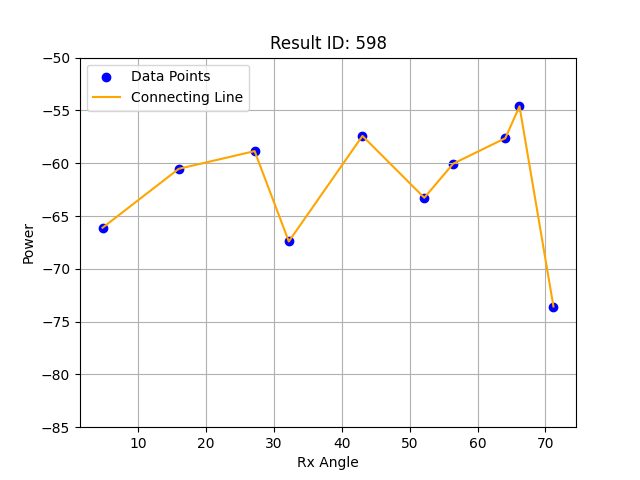 Result ID: 598
−50
−55
−60
−65
−70
−75
−80
−85
Power
Data Points
Connecting Line
10 20 30 40 50 60 70
Rx Angle